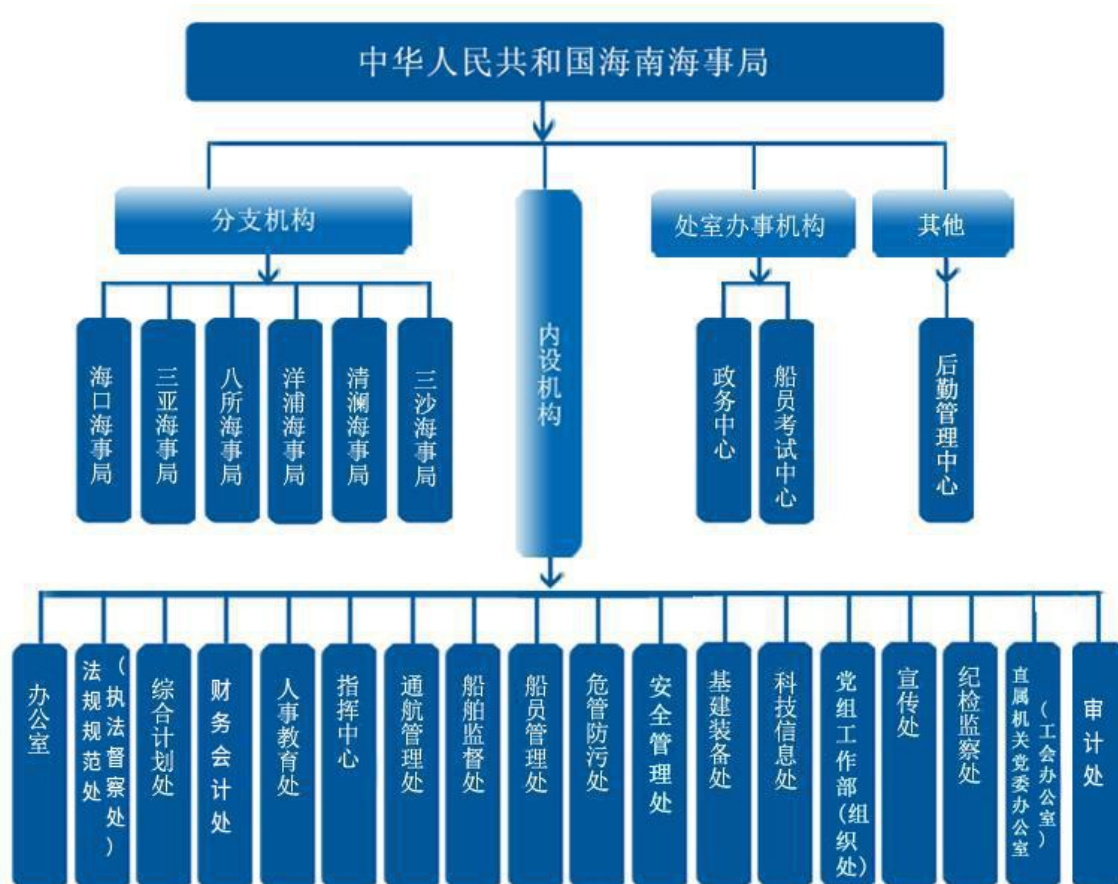 中华人民共和国海南海事局
分支机构
内设机构
处室办事机构
其他
海口海事局
三亚海事局
八所海事局
洋浦海事局
清澜海事局
三沙海事局
政务中心
船员考试中心
后勤管理中心
办公室
法规规范处
（执法督察处）
综合计划处
财务会计处
人事教育处
指挥中心
通航管理处
船舶监督处
船员管理处
危管防污处
安全管理处
基建装备处
科技信息处
党组工作部（组织处）
宣传处
纪检监察处
直属机关党委办公室
（工会办公室）
审计处